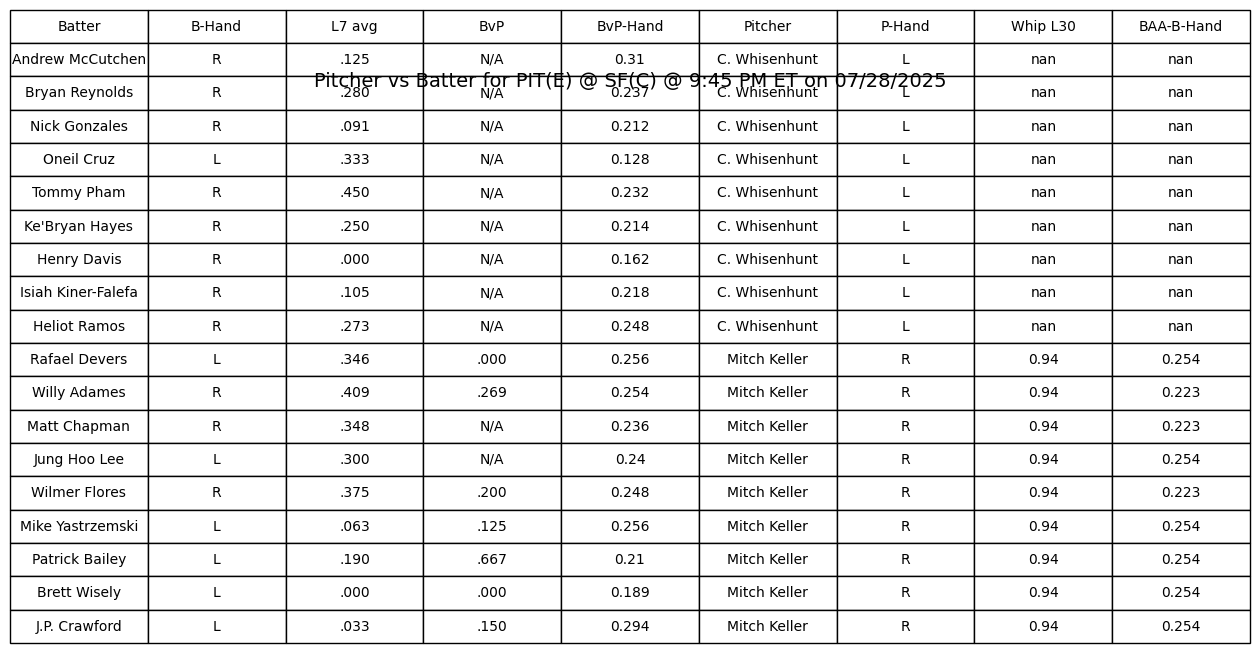 Batter B-Hand L7 avg BvP BvP-Hand Pitcher P-Hand Whip L30 BAA-B-Hand
Andrew McCutchen R .125 N/A 0.31 C. Whisenhunt L nan nan
Pitcher vs Batter for PIT(E) @ SF(C) @ 9:45 PM ET on 07/28/2025
Bryan Reynolds R .280 N/A 0.237 C. Whisenhunt L nan nan
Nick Gonzales R .091 N/A 0.212 C. Whisenhunt L nan nan
Oneil Cruz L .333 N/A 0.128 C. Whisenhunt L nan nan
Tommy Pham R .450 N/A 0.232 C. Whisenhunt L nan nan
Ke'Bryan Hayes R .250 N/A 0.214 C. Whisenhunt L nan nan
Henry Davis R .000 N/A 0.162 C. Whisenhunt L nan nan
Isiah Kiner-Falefa R .105 N/A 0.218 C. Whisenhunt L nan nan
Heliot Ramos R .273 N/A 0.248 C. Whisenhunt L nan nan
Rafael Devers L .346 .000 0.256 Mitch Keller R 0.94 0.254
Willy Adames R .409 .269 0.254 Mitch Keller R 0.94 0.223
Matt Chapman R .348 N/A 0.236 Mitch Keller R 0.94 0.223
Jung Hoo Lee L .300 N/A 0.24 Mitch Keller R 0.94 0.254
Wilmer Flores R .375 .200 0.248 Mitch Keller R 0.94 0.223
Mike Yastrzemski L .063 .125 0.256 Mitch Keller R 0.94 0.254
Patrick Bailey L .190 .667 0.21 Mitch Keller R 0.94 0.254
Brett Wisely L .000 .000 0.189 Mitch Keller R 0.94 0.254
J.P. Crawford L .033 .150 0.294 Mitch Keller R 0.94 0.254